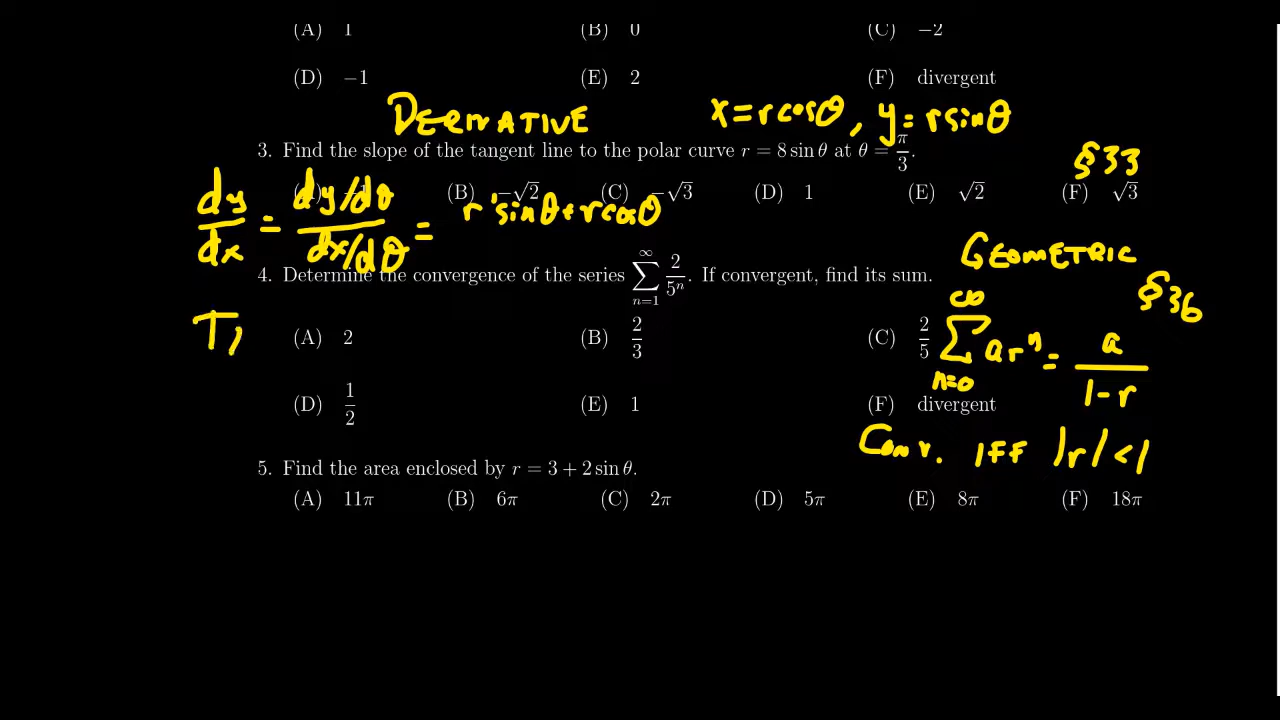 (A) 1 (B) 0 (C) −2
(D) −1 (E) 2 (F) divergent
DERIVATIVE x = r cos θ, y = r sin θ
3. Find the slope of the tangent line to the polar curve r = 8 sin θ at θ = π/3.
§33
(A) −1 (B) −√2 (C) −√3 (D) 1 (E) √2 (F) √3
dy/dx = (dy/dθ)/(dx/dθ) = r' sin θ + r cos θ
GEOMETRIC
4. Determine the convergence of the series ∑_{n=1}^{∞} 2/5^n. If convergent, find its sum.
§36
(A) 2 (B) 2/3 (C) 2/5
∑_{n=0}^{∞} ar^n = a/(1−r)
(D) 1/2 (E) 1 (F) divergent
Conv. IFF |r|<1
5. Find the area enclosed by r = 3 + 2 sin θ.
(A) 11π (B) 6π (C) 2π (D) 5π (E) 8π (F) 18π